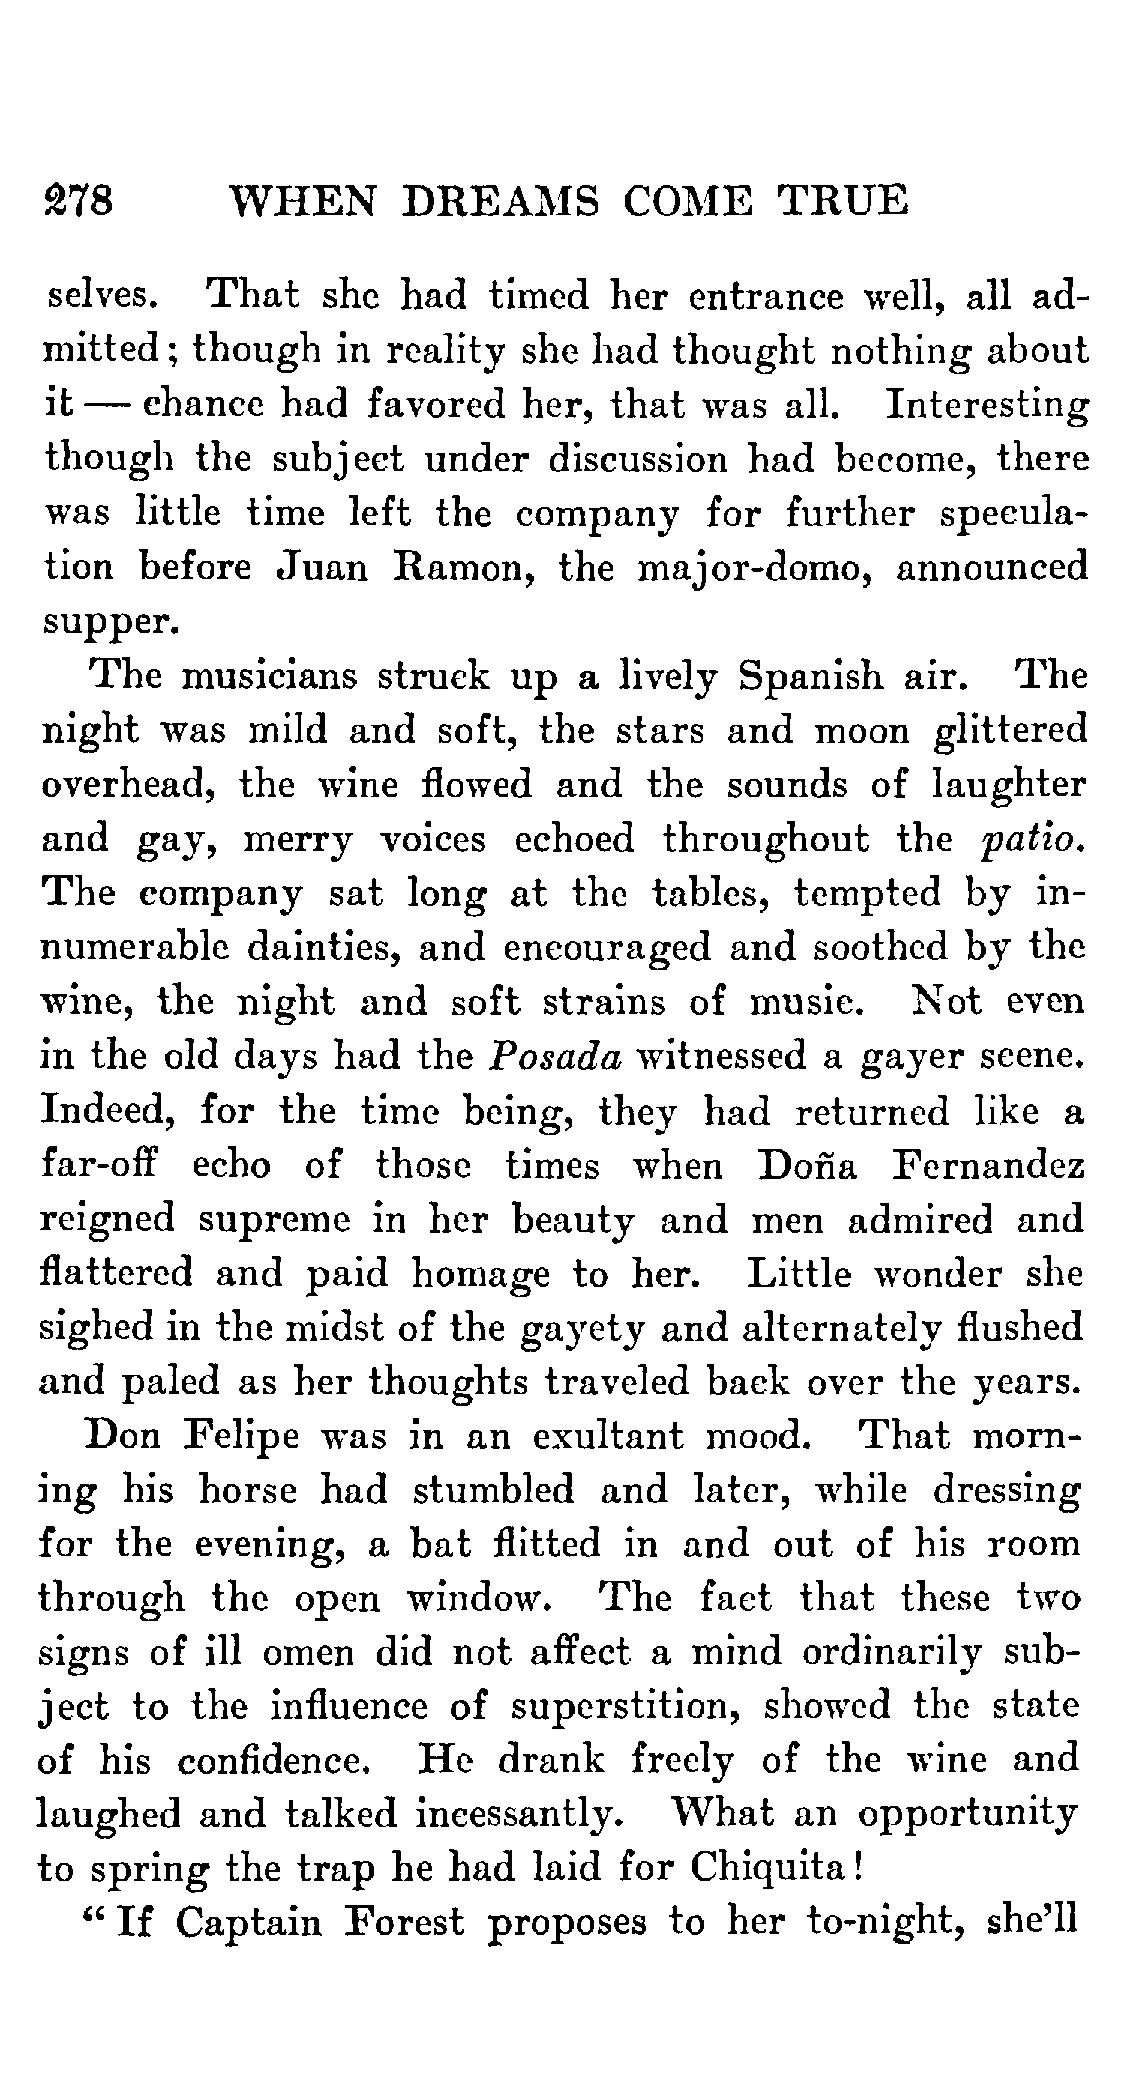 278 WHEN DREAMS COME TRUE
selves. That she had timed her entrance well, all ad-
mitted; though in reality she had thought nothing about
it — chance had favored her, that was all. Interesting
though the subject under discussion had become, there
was little time left the company for further specula-
tion before Juan Ramon, the major-domo, announced
supper.
The musicians struck up a lively Spanish air. The
night was mild and soft, the stars and moon glittered
overhead, the wine flowed and the sounds of laughter
and gay, merry voices echoed throughout the patio.
The company sat long at the tables, tempted by in-
numerable dainties, and encouraged and soothed by the
wine, the night and soft strains of music. Not even
in the old days had the Posada witnessed a gayer scene.
Indeed, for the time being, they had returned like a
far-off echo of those times when Doña Fernandez
reigned supreme in her beauty and men admired and
flattered and paid homage to her. Little wonder she
sighed in the midst of the gayety and alternately flushed
and paled as her thoughts traveled back over the years.
Don Felipe was in an exultant mood. That morn-
ing his horse had stumbled and later, while dressing
for the evening, a bat flitted in and out of his room
through the open window. The fact that these two
signs of ill omen did not affect a mind ordinarily sub-
ject to the influence of superstition, showed the state
of his confidence. He drank freely of the wine and
laughed and talked incessantly. What an opportunity
to spring the trap he had laid for Chiquita!
"If Captain Forest proposes to her to-night, she'll